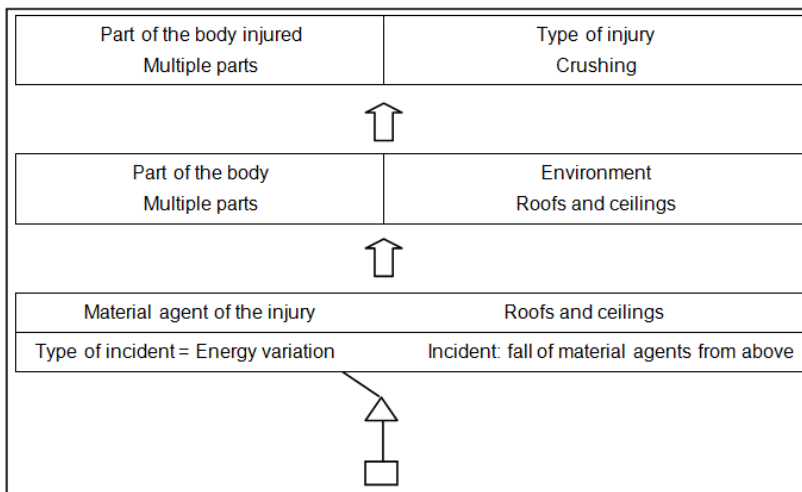 Part of the body injured
Type of injury
Multiple parts
Crushing
Part of the body
Environment
Multiple parts
Roofs and ceilings
Material agent of the injury
Roofs and ceilings
Type of incident = Energy variation
Incident: fall of material agents from above